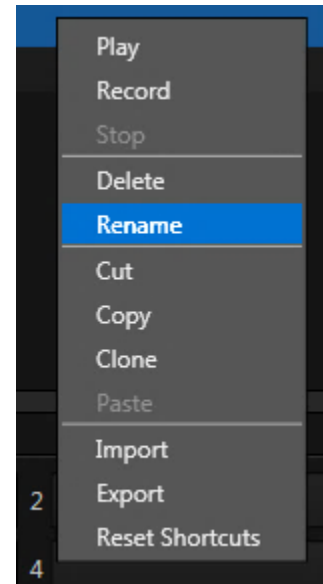 Play
Record
Stop
Delete
Rename
Cut
Copy
Clone
Paste
Import
2
Export
Reset Shortcuts
4